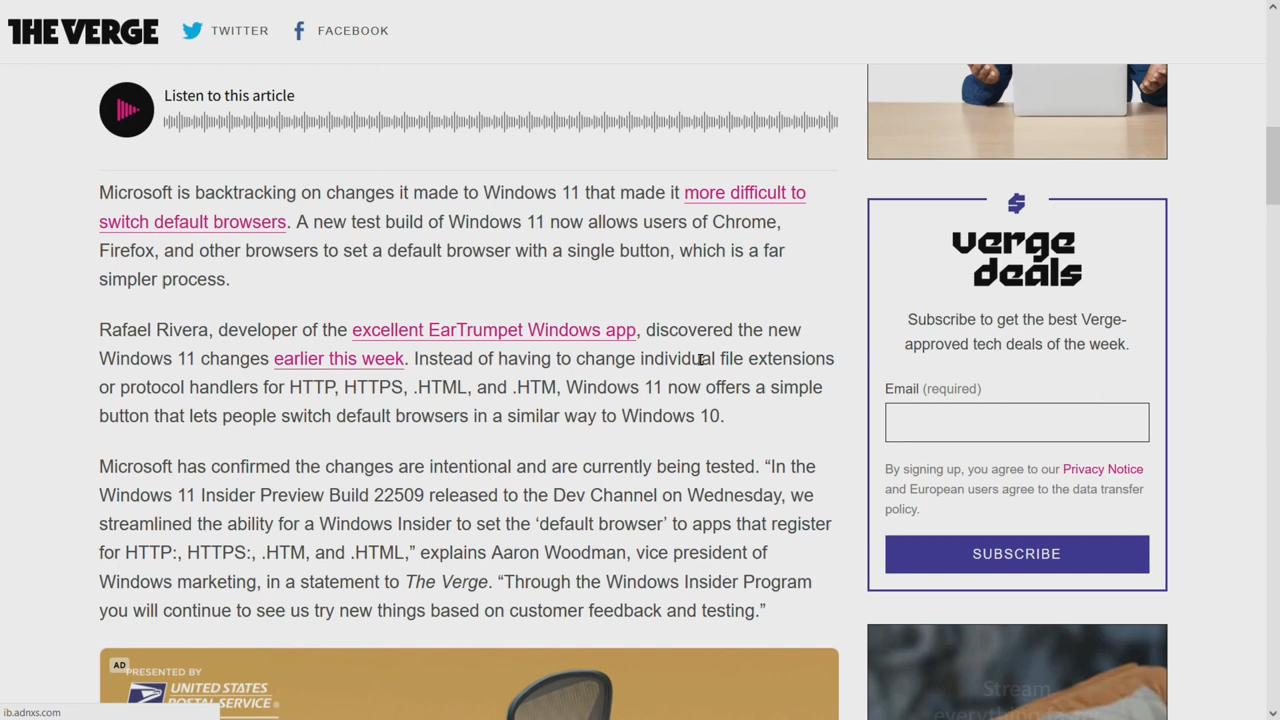 THE VERGE TWITTER FACEBOOK
Listen to this article
Microsoft is backtracking on changes it made to Windows 11 that made it more difficult to
switch default browsers. A new test build of Windows 11 now allows users of Chrome,
Firefox, and other browsers to set a default browser with a single button, which is a far
simpler process.
Rafael Rivera, developer of the excellent EarTrumpet Windows app, discovered the new
Windows 11 changes earlier this week. Instead of having to change individual file extensions
or protocol handlers for HTTP, HTTPS, .HTML, and .HTM, Windows 11 now offers a simple
button that lets people switch default browsers in a similar way to Windows 10.
Microsoft has confirmed the changes are intentional and are currently being tested. “In the
Windows 11 Insider Preview Build 22509 released to the Dev Channel on Wednesday, we
streamlined the ability for a Windows Insider to set the ‘default browser’ to apps that register
for HTTP:, HTTPS:, .HTM, and .HTML,” explains Aaron Woodman, vice president of
Windows marketing, in a statement to The Verge. “Through the Windows Insider Program
you will continue to see us try new things based on customer feedback and testing.”
AD
PRESENTED BY
UNITED STATES
POSTAL SERVICE®
verge
deals
Subscribe to get the best Verge-
approved tech deals of the week.
Email (required)
By signing up, you agree to our Privacy Notice
and European users agree to the data transfer
policy.
SUBSCRIBE
Stream
ib.adnxs.com